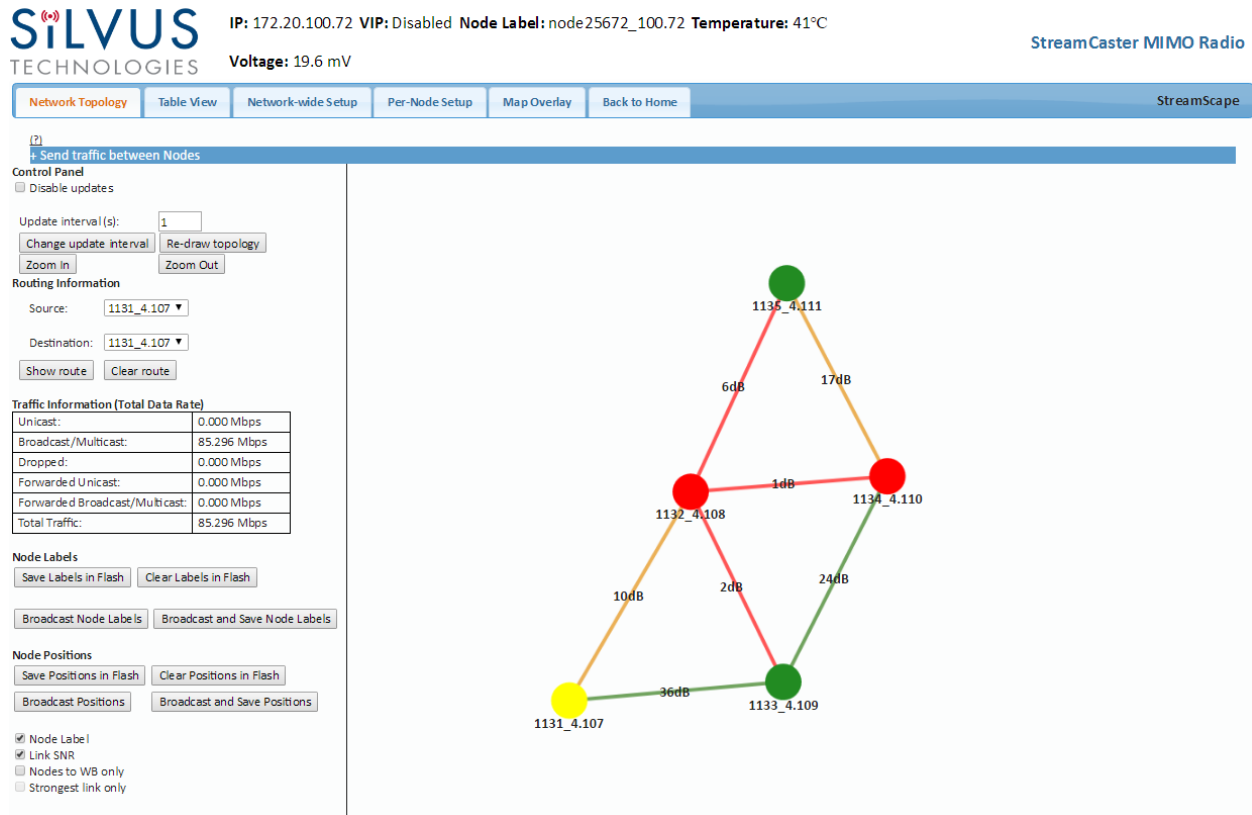 SiLVUS
TECHNOLOGIES
IP: 172.20.100.72 VIP: Disabled Node Label: node25672_100.72 Temperature: 41°C
Voltage: 19.6 mV
StreamCaster MIMO Radio
Network Topology Table View Network-wide Setup Per-Node Setup Map Overlay Back to Home StreamScape
(?)
+ Send traffic between Nodes
Control Panel
Disable updates
Update interval(s): 1
Change update interval Re-draw topology
Zoom In Zoom Out
Routing Information
Source: 1131_4.107
Destination: 1131_4.107
Show route Clear route
Traffic Information (Total Data Rate)
Unicast: 0.000 Mbps
Broadcast/Multicast: 85.296 Mbps
Dropped: 0.000 Mbps
Forwarded Unicast: 0.000 Mbps
Forwarded Broadcast/Multicast: 0.000 Mbps
Total Traffic: 85.296 Mbps
Node Labels
Save Labels in Flash Clear Labels in Flash
Broadcast Node Labels Broadcast and Save Node Labels
Node Positions
Save Positions in Flash Clear Positions in Flash
Broadcast Positions Broadcast and Save Positions
Node Label
Link SNR
Nodes to WB only
Strongest link only
1135_4.111
6dB 17dB
1dB
1132_4.108 1134_4.110
10dB 2dB 24dB
36dB
1131_4.107 1133_4.109